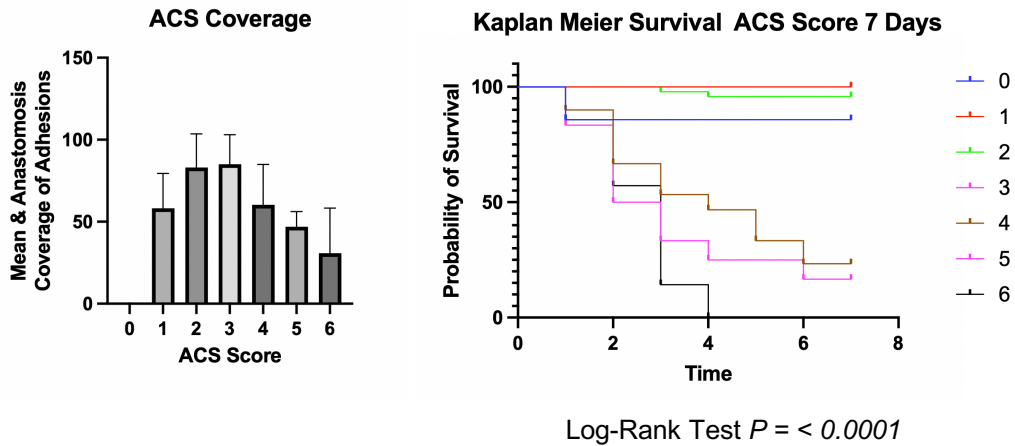 ACS Coverage
Mean & Anastomosis
Coverage of Adhesions
150
100
50
0
0 1 2 3 4 5 6
ACS Score
Kaplan Meier Survival ACS Score 7 Days
Probability of Survival
100
50
0
0 2 4 6 8
Time
0
1
2
3
4
5
6
Log-Rank Test P = < 0.0001